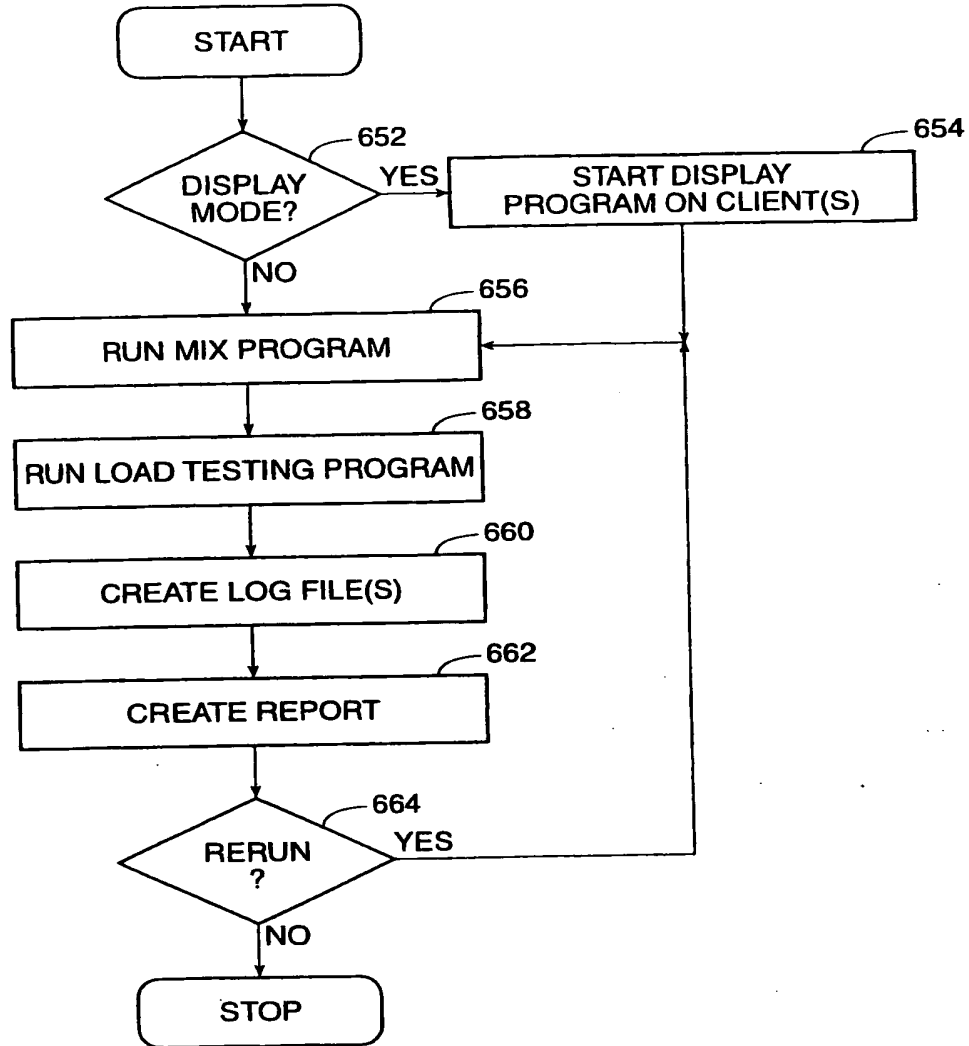 START
652
DISPLAY
MODE?
YES
654
START DISPLAY
PROGRAM ON CLIENT(S)
NO
656
RUN MIX PROGRAM
658
RUN LOAD TESTING PROGRAM
660
CREATE LOG FILE(S)
662
CREATE REPORT
664
RERUN
?
YES
NO
STOP